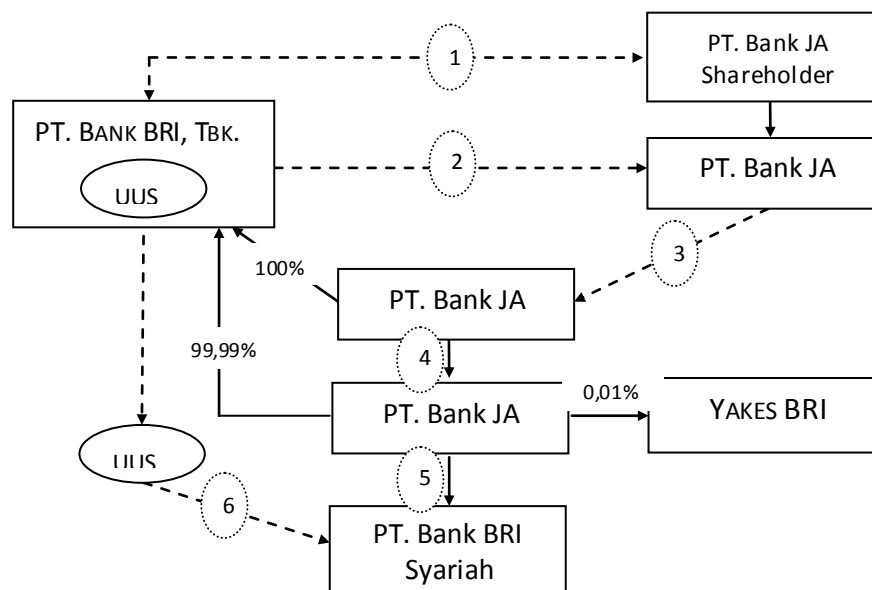 1
PT. Bank JA
Shareholder
PT. BANK BRI, TBK.
UUS
2
PT. Bank JA
3
100%
PT. Bank JA
4
99,99%
PT. Bank JA
0,01%
YAKES BRI
UUS
5
6
PT. Bank BRI
Syariah